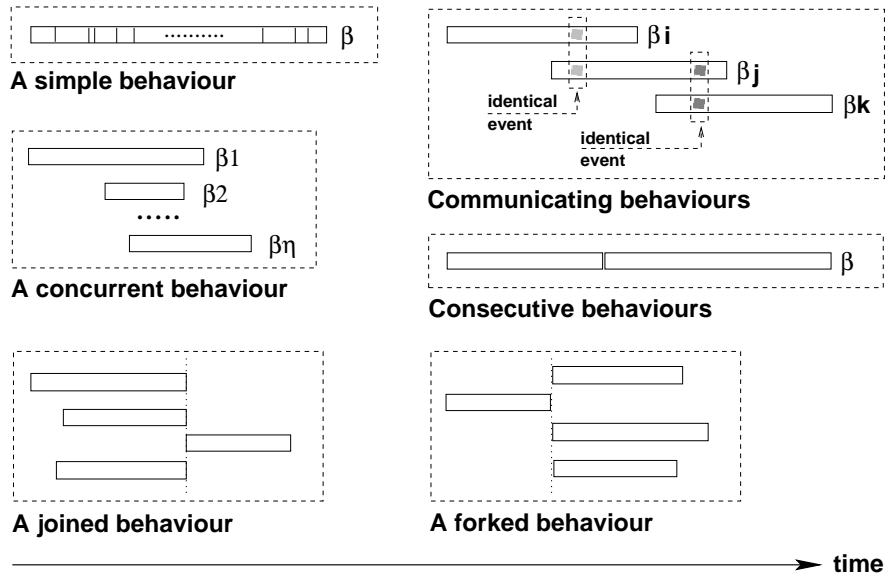 β
A simple behaviour
βi
βj
βk
identical
event
identical
event
Communicating behaviours
β1
β2
.....
βη
A concurrent behaviour
β
Consecutive behaviours
A joined behaviour
A forked behaviour
time